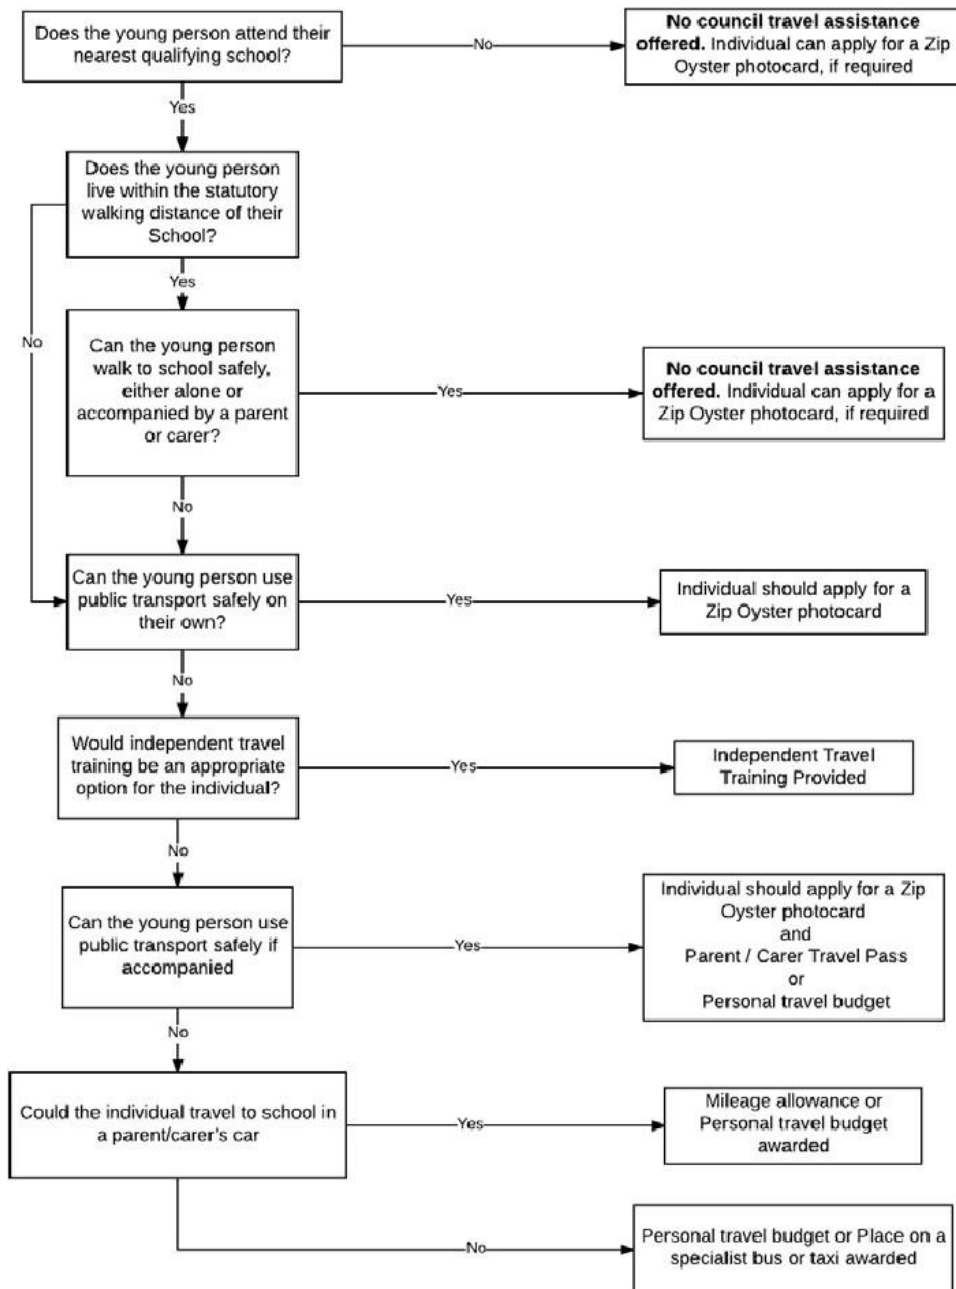 Does the young person attend their
nearest qualifying school?
No
No council travel assistance
offered. Individual can apply for a Zip
Oyster photocard, if required
Yes
Does the young person
live within the statutory
walking distance of their
School?
Yes
No
Can the young person
walk to school safely,
either alone or
accompanied by a parent
or carer?
Yes
No council travel assistance
offered. Individual can apply for a
Zip Oyster photocard, if required
No
Can the young person use
public transport safely on
their own?
Yes
Individual should apply for a
Zip Oyster photocard
No
Would independent travel
training be an appropriate
option for the individual?
Yes
Independent Travel
Training Provided
No
Can the young person use
public transport safely if
accompanied
Yes
Individual should apply for a Zip
Oyster photocard
and
Parent / Carer Travel Pass
or
Personal travel budget
No
Could the individual travel to school in
a parent/carer's car
Yes
Mileage allowance or
Personal travel budget
awarded
No
Personal travel budget or Place on a
specialist bus or taxi awarded